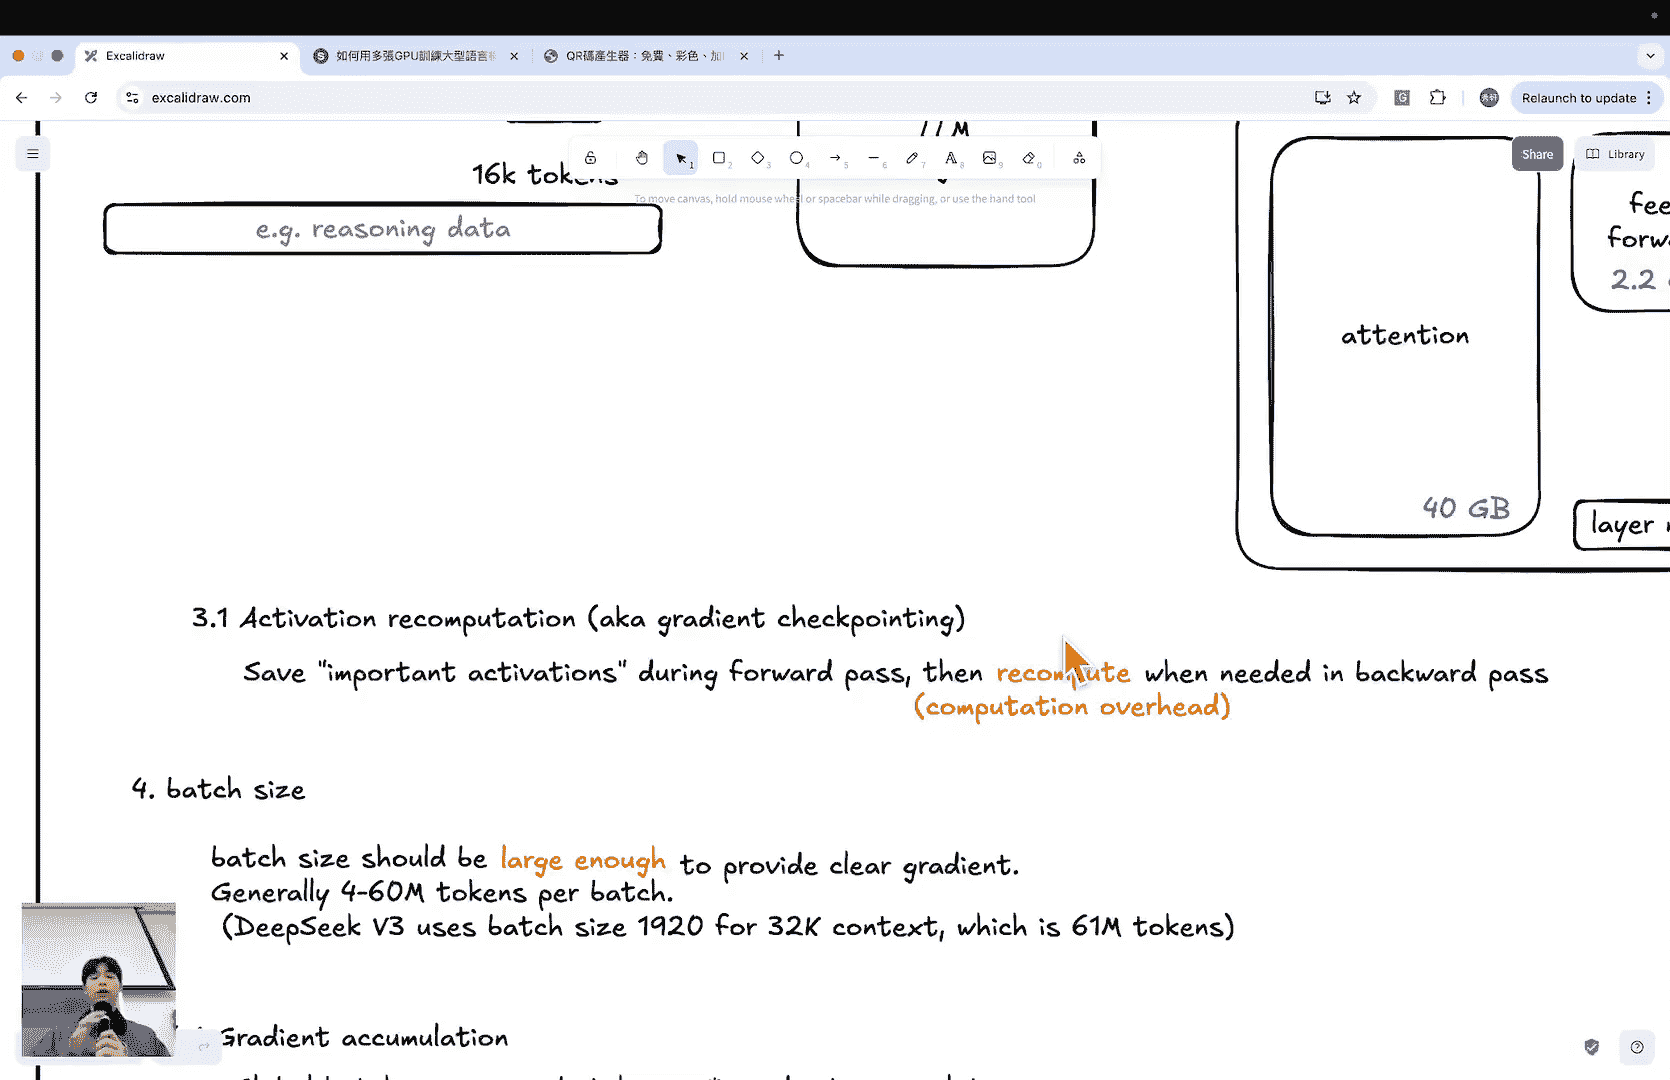 Excalidraw
如何用多張GPU訓練大型語言
QR碼產生器：免費、彩色、加
excalidraw.com
Relaunch to update
16k tokens
e.g. reasoning data
To move canvas, hold mouse wheel or spacebar while dragging, or use the hand tool
Share
Library
attention
40 GB
forw
2.2
layer
3.1 Activation recomputation (aka gradient checkpointing)
Save "important activations" during forward pass, then recompute when needed in backward pass
(computation overhead)
4. batch size
batch size should be large enough to provide clear gradient.
Generally 4-60M tokens per batch.
(DeepSeek V3 uses batch size 1920 for 32K context, which is 61M tokens)
Gradient accumulation